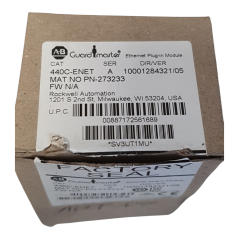 A-B Guardmaster Ethernet Plug-in Module
CAT SER DIR/VER
440C-ENET A 10001284321/05
MAT NO PN-273233
FW N/A
Rockwell Automation
1201 S 2nd St, Milwaukee, WI 53204, USA
U.P.C.
00887172561689
*SV3UT1MU*
FACTORY
SEAL